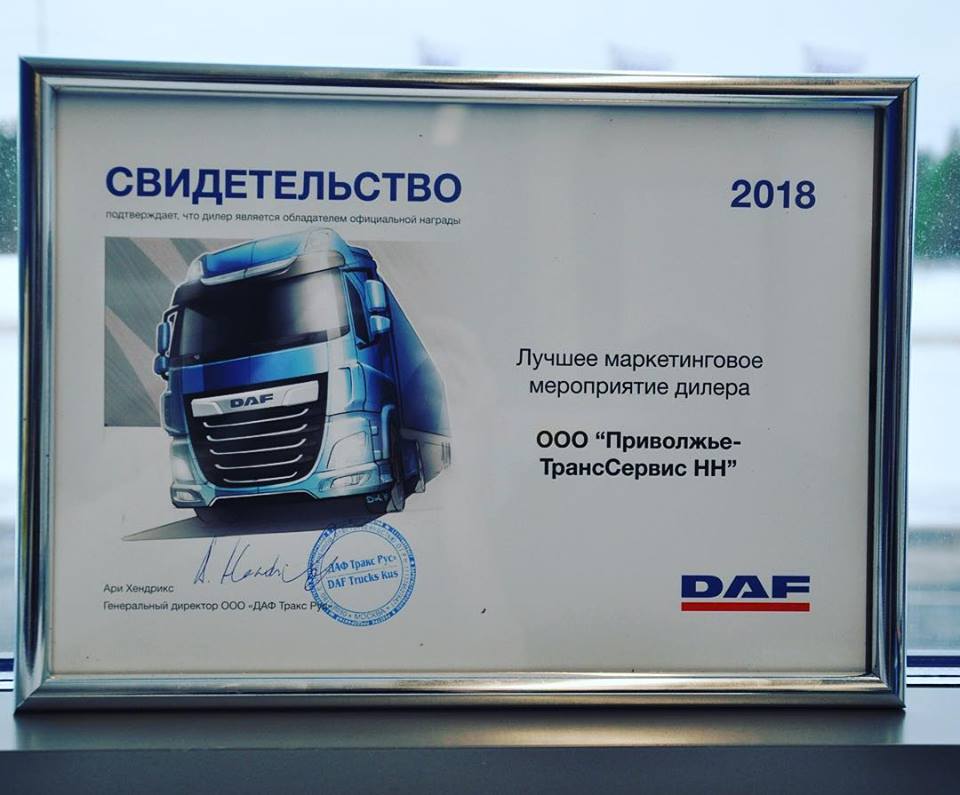 СВИДЕТЕЛЬСТВО
подтверждает, что дилер является обладателем официальной награды
2018
DAF
Лучшее маркетинговое
мероприятие дилера
ООО “Приволжье-
ТрансСервис НН”
ДАФ Тракс Рус»
DAF Trucks Rus
МОСКВА
Ари Хендрикс
Генеральный директор ООО «ДАФ Тракс Рус»
DAF